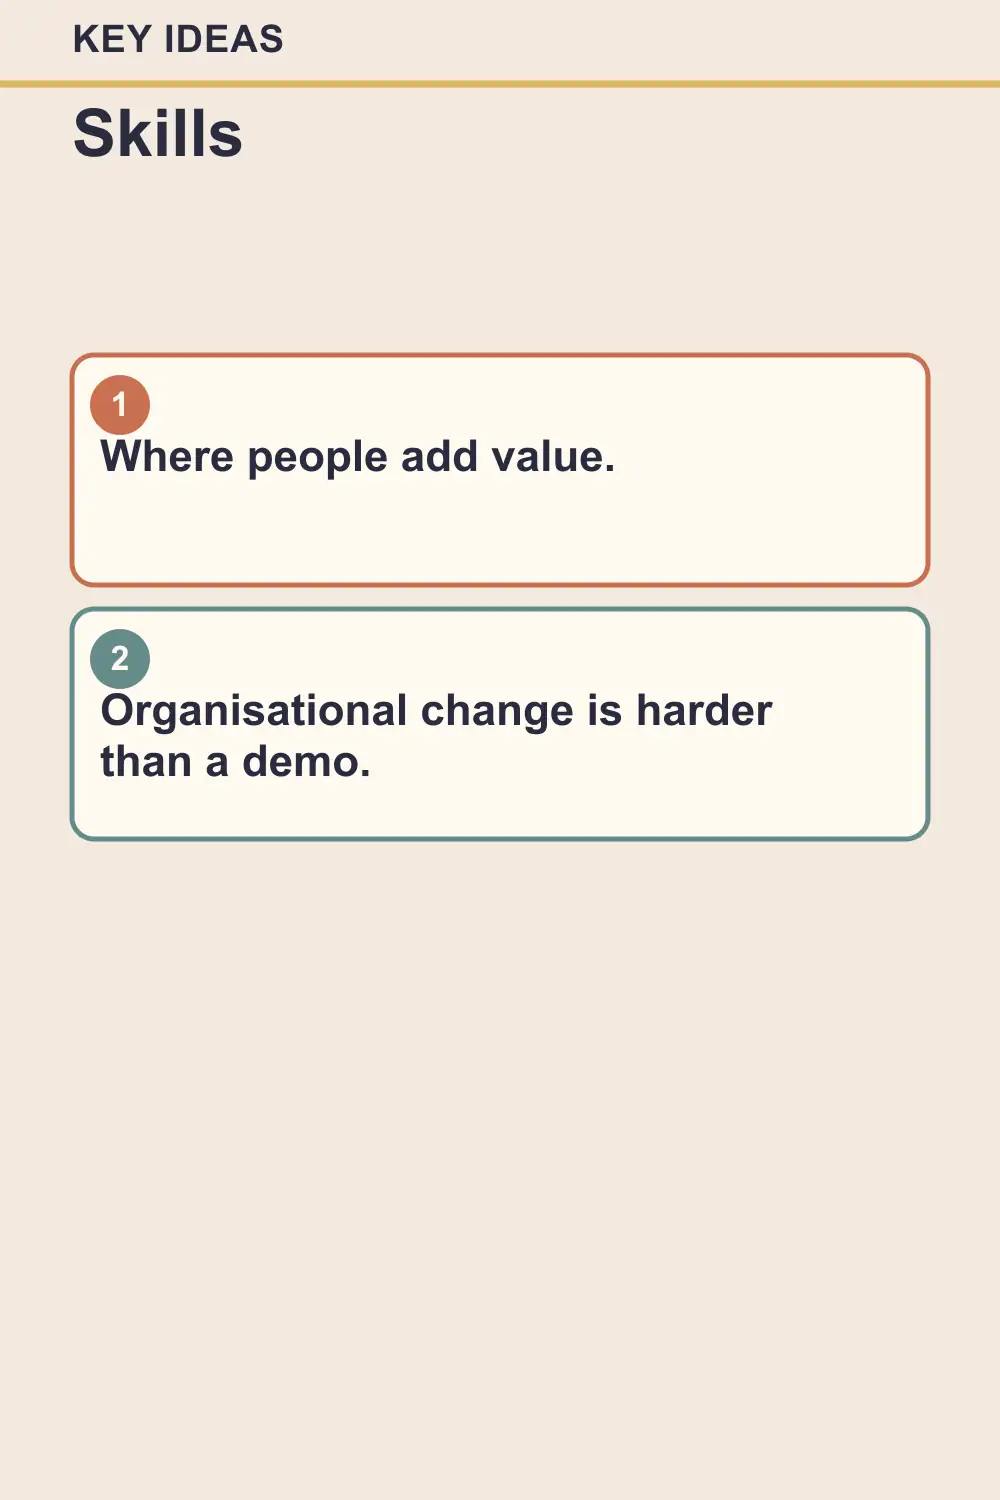 KEY IDEAS
Skills
1
Where people add value.
2
Organisational change is harder
than a demo.